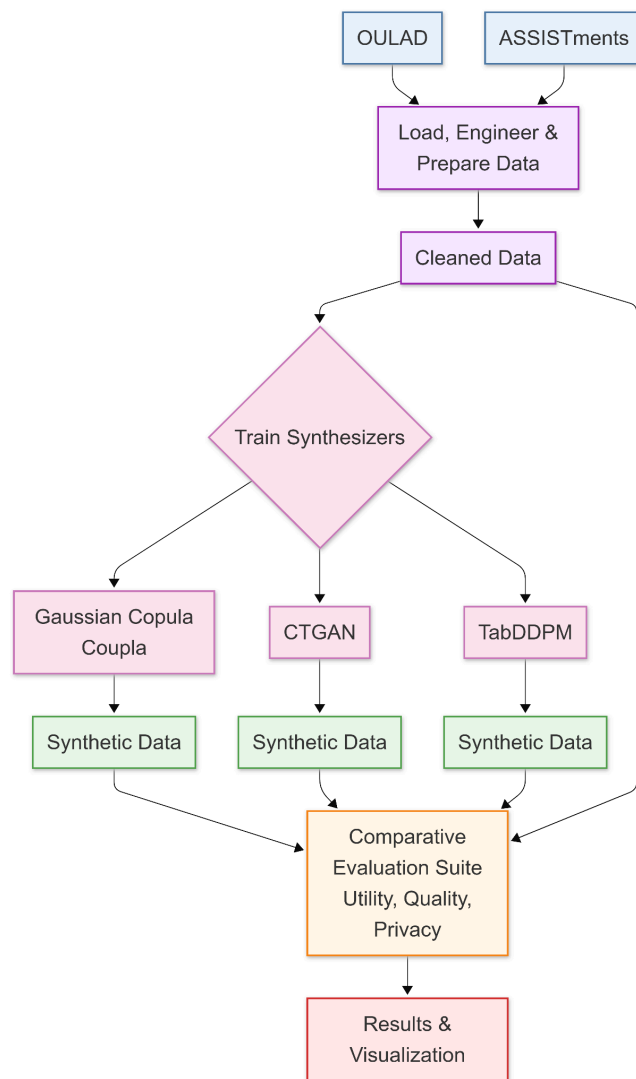 OULAD
ASSISTments
Load, Engineer &
Prepare Data
Cleaned Data
Train Synthesizers
Gaussian Copula
Coupla
CTGAN
TabDDPM
Synthetic Data
Synthetic Data
Synthetic Data
Comparative
Evaluation Suite
Utility, Quality,
Privacy
Results &
Visualization